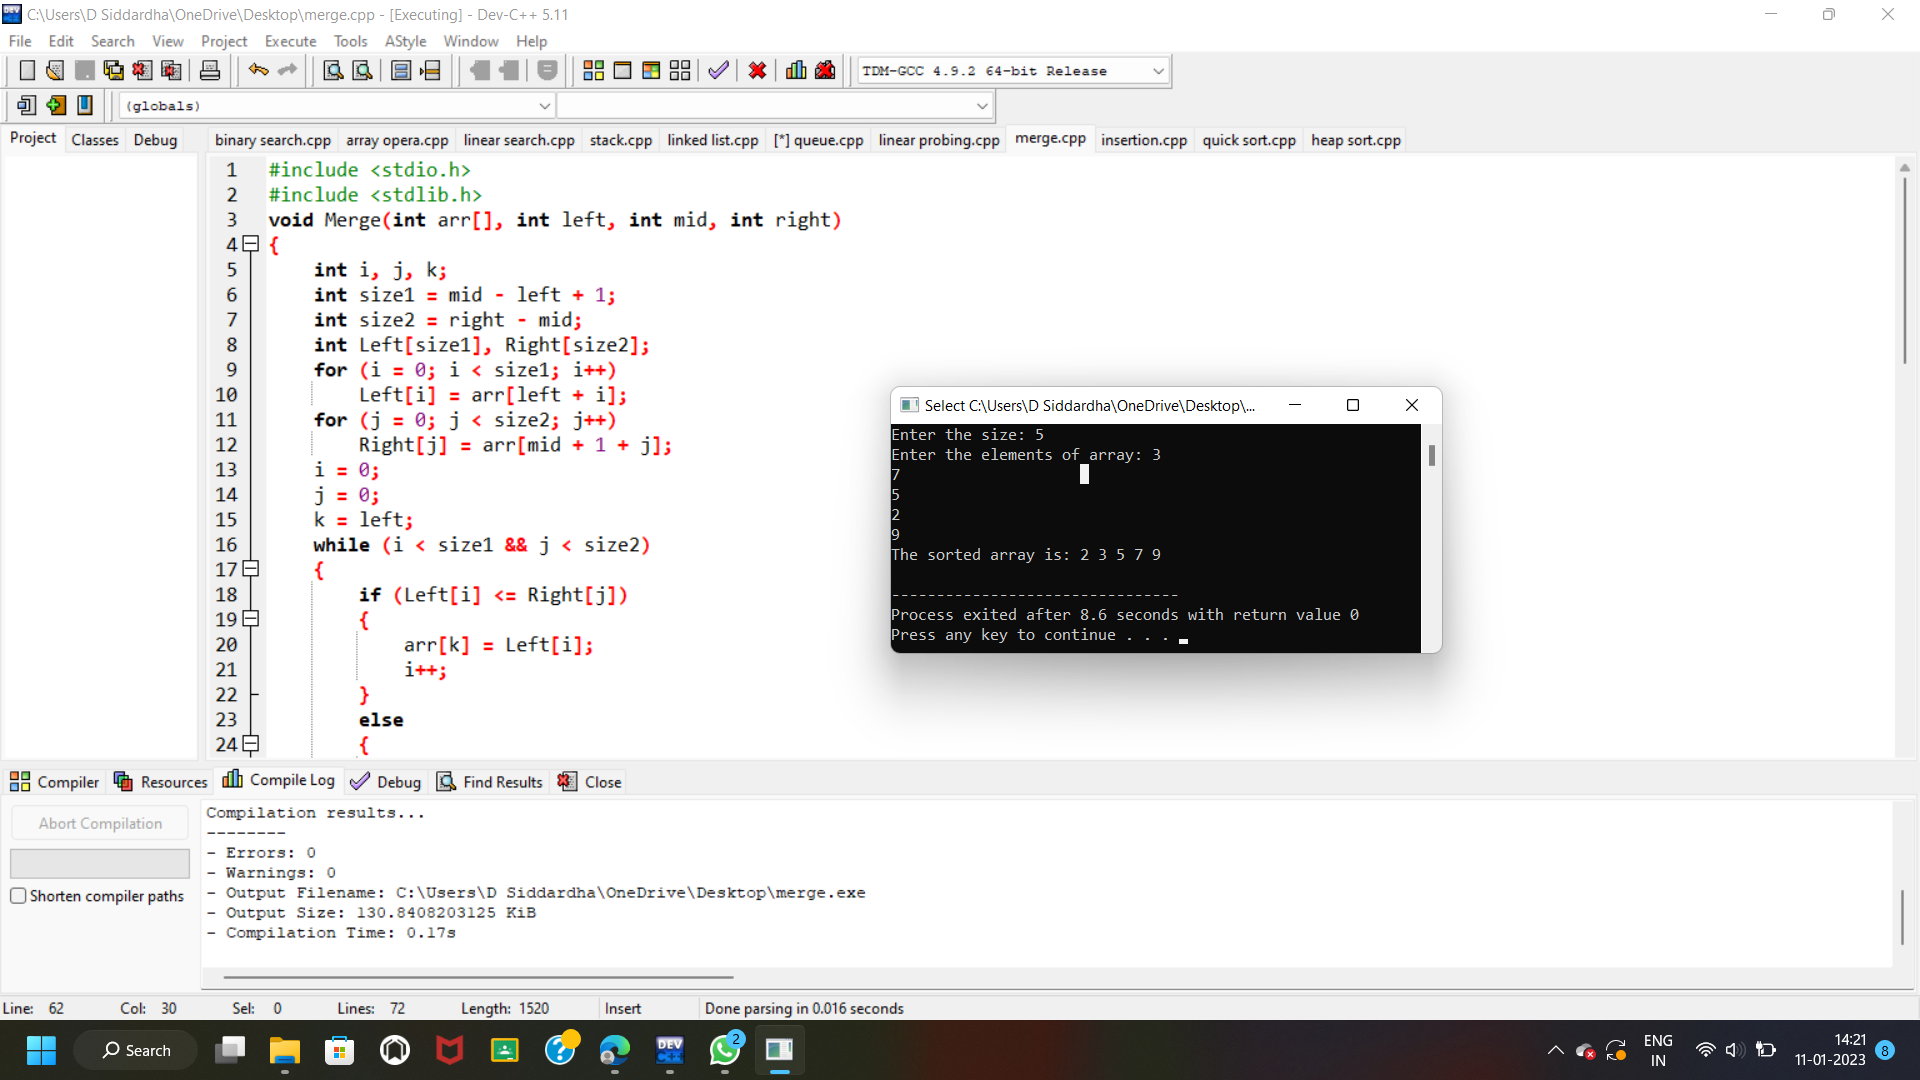 C:\Users\D Siddardha\OneDrive\Desktop\merge.cpp - [Executing] - Dev-C++ 5.11
File Edit Search View Project Execute Tools AStyle Window Help
TDM-GCC 4.9.2 64-bit Release
(globals)
Project Classes Debug
binary search.cpp array opera.cpp linear search.cpp stack.cpp linked list.cpp [*] queue.cpp linear probing.cpp merge.cpp insertion.cpp quick sort.cpp heap sort.cpp
1 #include <stdio.h>
2 #include <stdlib.h>
3 void Merge(int arr[], int left, int mid, int right)
4 {
5 int i, j, k;
6 int size1 = mid - left + 1;
7 int size2 = right - mid;
8 int Left[size1], Right[size2];
9 for (i = 0; i < size1; i++)
10 Left[i] = arr[left + i];
11 for (j = 0; j < size2; j++)
12 Right[j] = arr[mid + 1 + j];
13 i = 0;
14 j = 0;
15 k = left;
16 while (i < size1 && j < size2)
17 {
18 if (Left[i] <= Right[j])
19 {
20 arr[k] = Left[i];
21 i++;
22 }
23 else
24 {
Select C:\Users\D Siddardha\OneDrive\Desktop\...
Enter the size: 5
Enter the elements of array: 3
7
5
2
9
The sorted array is: 2 3 5 7 9
--------------------------------
Process exited after 8.6 seconds with return value 0
Press any key to continue . . .
Compiler Resources Compile Log Debug Find Results Close
Abort Compilation
Shorten compiler paths
Compilation results...
--------
- Errors: 0
- Warnings: 0
- Output Filename: C:\Users\D Siddardha\OneDrive\Desktop\merge.exe
- Output Size: 130.8408203125 KiB
- Compilation Time: 0.17s
Line: 62 Col: 30 Sel: 0 Lines: 72 Length: 1520 Insert Done parsing in 0.016 seconds
Search
DEV
2
ENG
IN
14:21
11-01-2023
8